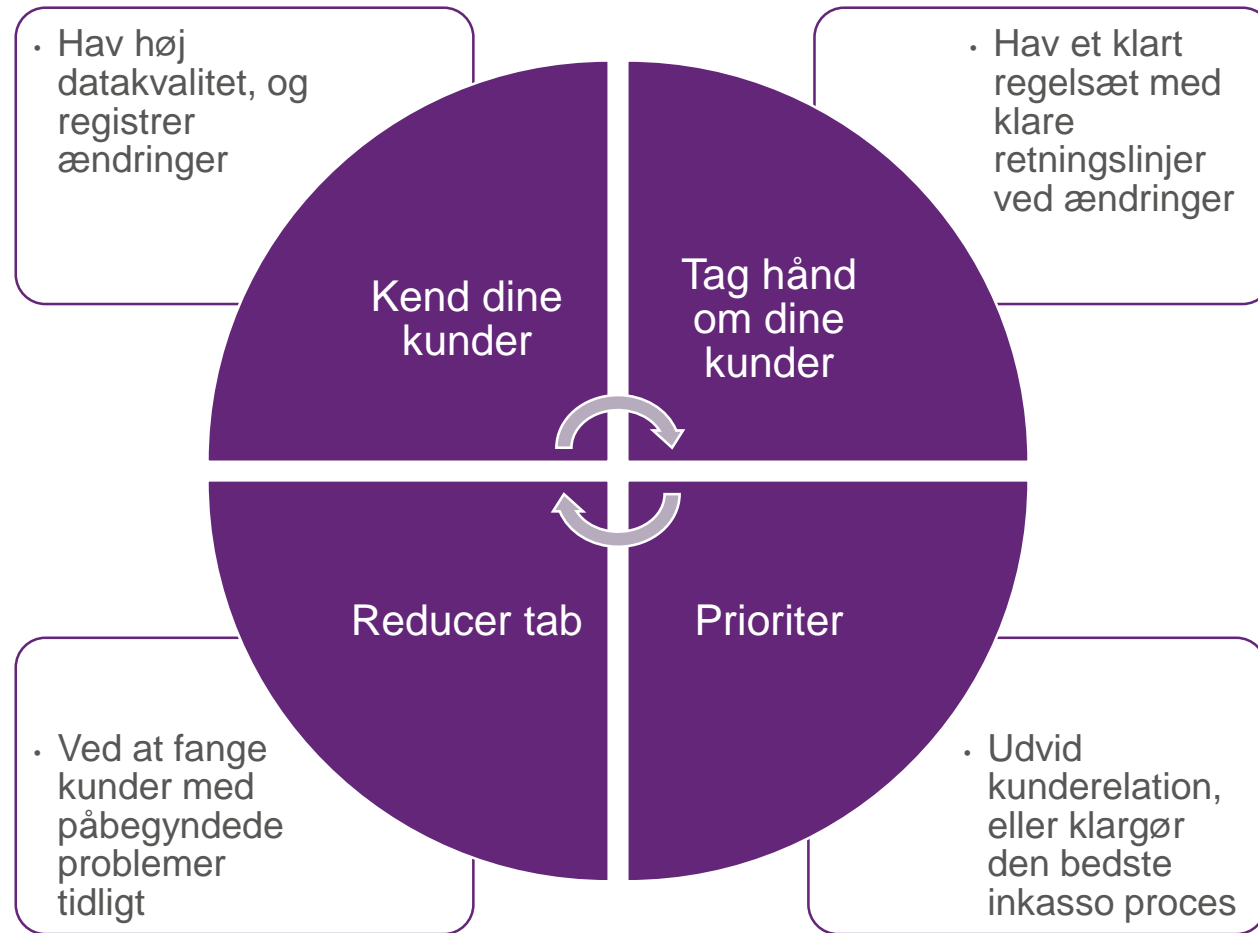 · Hav høj
datakvalitet, og
registrer
ændringer
· Hav et klart
regelsæt med
klare
retningslinjer
ved ændringer
Kend dine
kunder
Tag hånd
om dine
kunder
Reducer tab
Prioriter
· Ved at fange
kunder med
påbegyndede
problemer
tidligt
· Udvid
kunderelation,
eller klargør
den bedste
inkasso proces